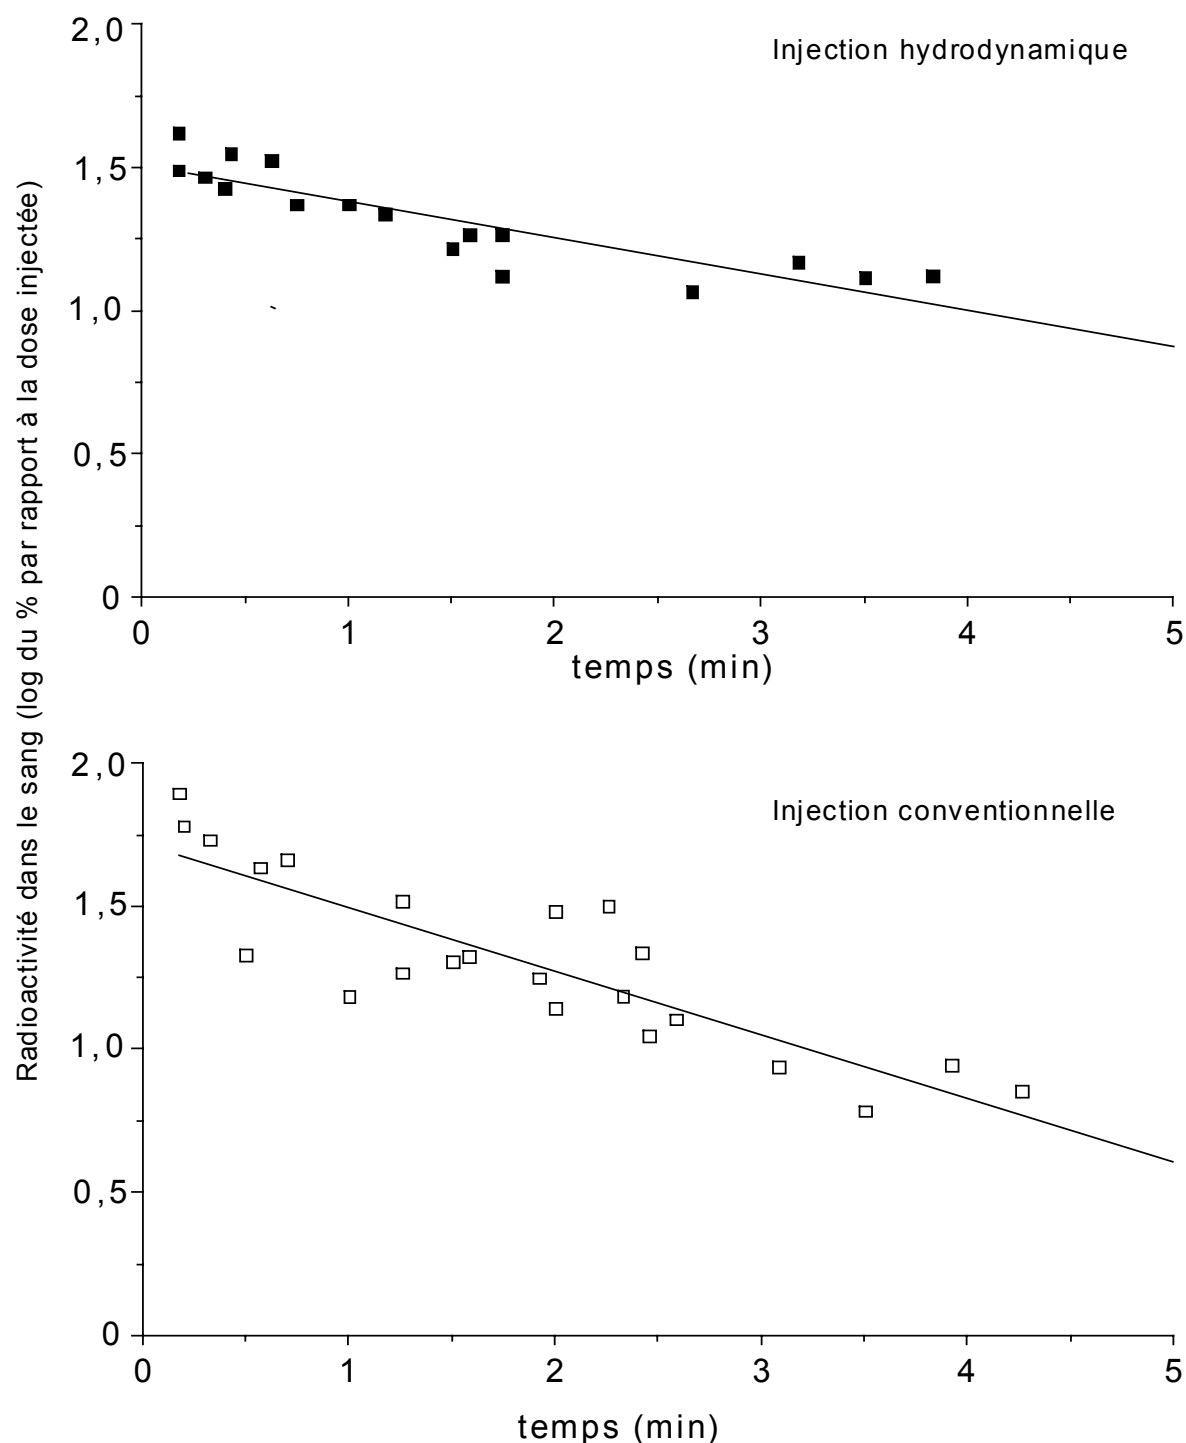 Radioactivité dans le sang (log du % par rapport à la dose injectée)
Injection hydrodynamique
2,0
1,5
1,0
0,5
0
0 1 2 3 4 5
temps (min)
Injection conventionnelle
2,0
1,5
1,0
0,5
0
0 1 2 3 4 5
temps (min)